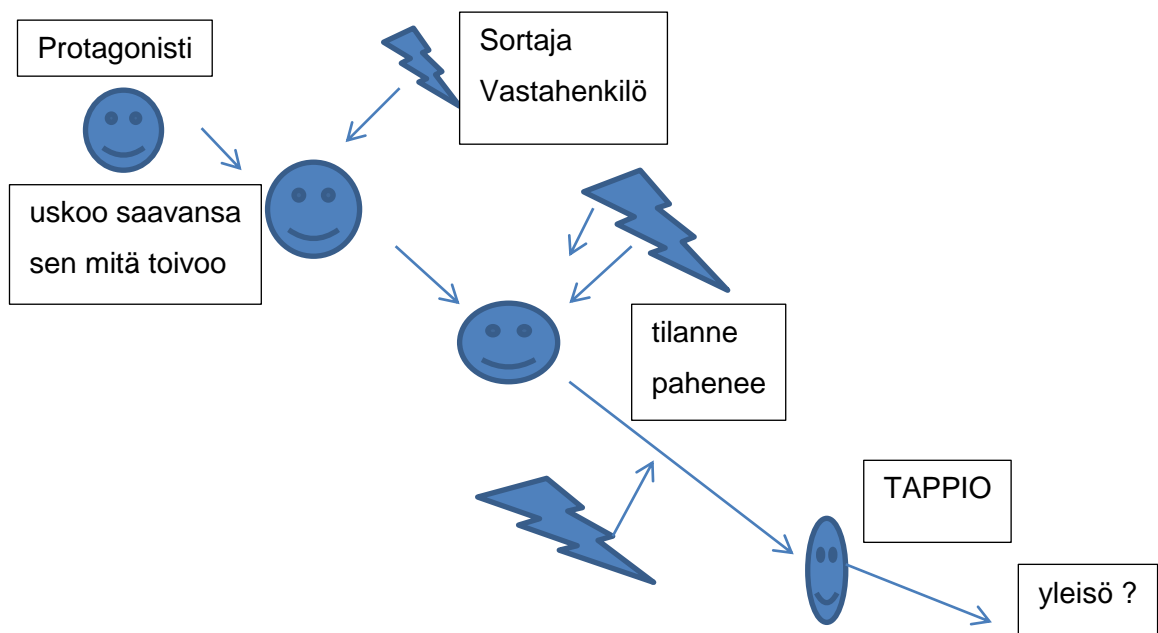 Protagonisti
Sortaja
Vastahenkilö
uskoo saavansa
sen mitä toivoo
tilanne
pahenee
TAPPIO
yleisö ?